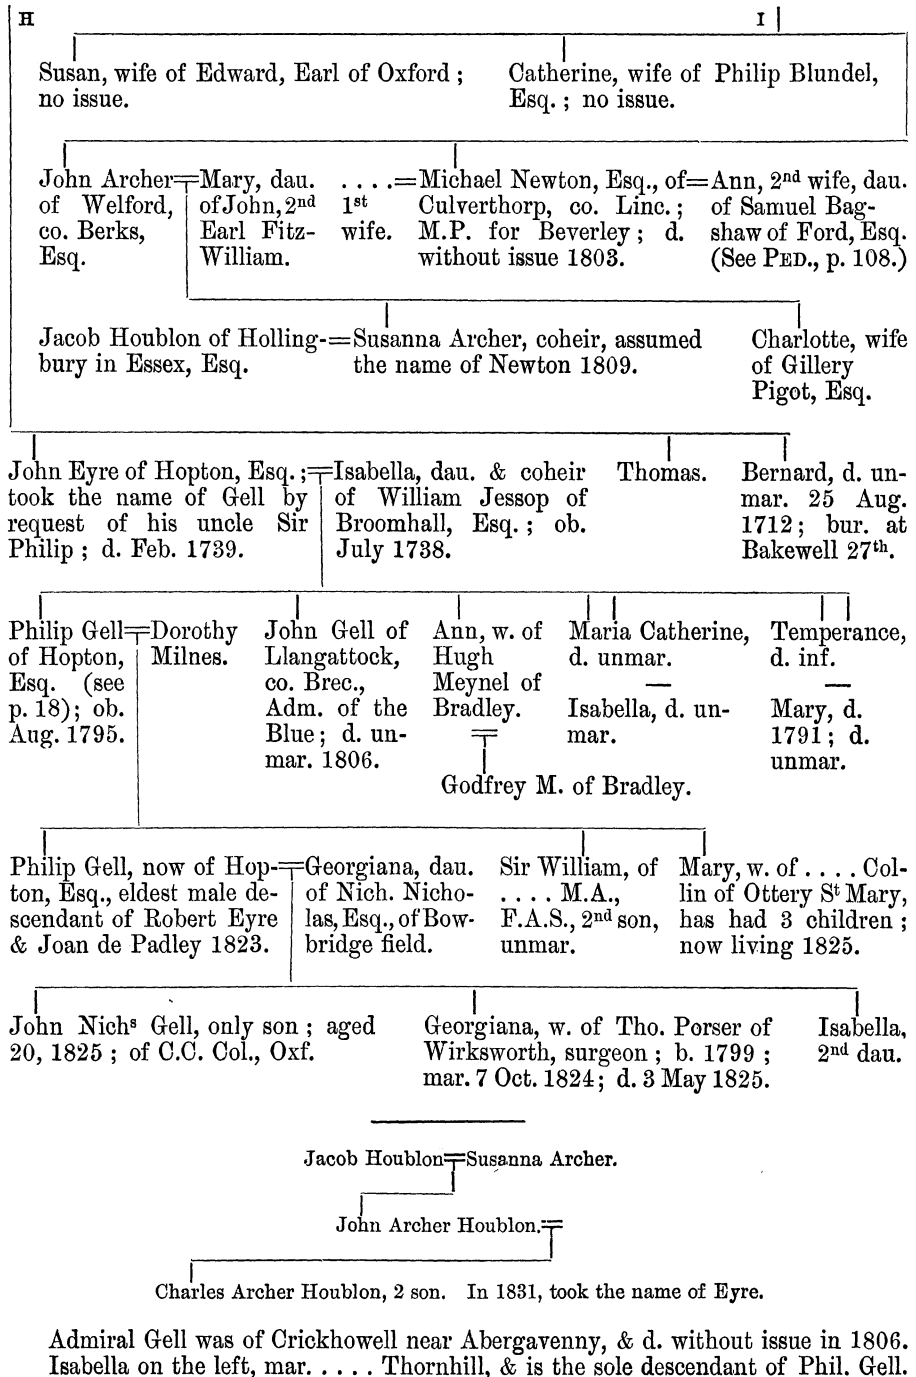 H
I
Susan, wife of Edward, Earl of Oxford ;
no issue.
Catherine, wife of Philip Blundel,
Esq. ; no issue.
John Archer=
of Welford,
co. Berks,
Esq.
Mary, dau.
of John, 2nd
Earl Fitz-
William.
. . . .=
1st
wife.
Michael Newton, Esq., of=
Culverthorp, co. Linc. ;
M.P. for Beverley ; d.
without issue 1803.
Ann, 2nd wife, dau.
of Samuel Bag-
shaw of Ford, Esq.
(See PED., p. 108.)
Jacob Houblon of Holling-=
bury in Essex, Esq.
Susanna Archer, coheir, assumed
the name of Newton 1809.
Charlotte, wife
of Gillery
Pigot, Esq.
John Eyre of Hopton, Esq. ;=
took the name of Gell by
request of his uncle Sir
Philip ; d. Feb. 1739.
Isabella, dau. & coheir
of William Jessop of
Broomhall, Esq. ; ob.
July 1738.
Thomas.
Bernard, d. un-
mar. 25 Aug.
1712 ; bur. at
Bakewell 27th.
Philip Gell=
of Hopton,
Esq. (see
p. 18); ob.
Aug. 1795.
Dorothy
Milnes.
John Gell of
Llangattock,
co. Brec.,
Adm. of the
Blue ; d. un-
mar. 1806.
Ann, w. of
Hugh
Meynel of
Bradley.
=
Godfrey M. of Bradley.
Maria Catherine,
d. unmar.
—
Isabella, d. un-
mar.
Temperance,
d. inf.
—
Mary, d.
1791 ; d.
unmar.
Philip Gell, now of Hop-=
ton, Esq., eldest male de-
scendant of Robert Eyre
& Joan de Padley 1823.
Georgiana, dau.
of Nich. Nicho-
las, Esq., of Bow-
bridge field.
Sir William, of
. . . . M.A.,
F.A.S., 2nd son,
unmar.
Mary, w. of . . . . Col-
lin of Ottery St Mary,
has had 3 children ;
now living 1825.
John Nichs Gell, only son ; aged
20, 1825 ; of C.C. Col., Oxf.
Georgiana, w. of Tho. Porser of
Wirksworth, surgeon ; b. 1799 ;
mar. 7 Oct. 1824 ; d. 3 May 1825.
Isabella,
2nd dau.
Jacob Houblon=Susanna Archer.
John Archer Houblon.=
Charles Archer Houblon, 2 son. In 1831, took the name of Eyre.
Admiral Gell was of Crickhowell near Abergavenny, & d. without issue in 1806.
Isabella on the left, mar. . . . . Thornhill, & is the sole descendant of Phil. Gell.